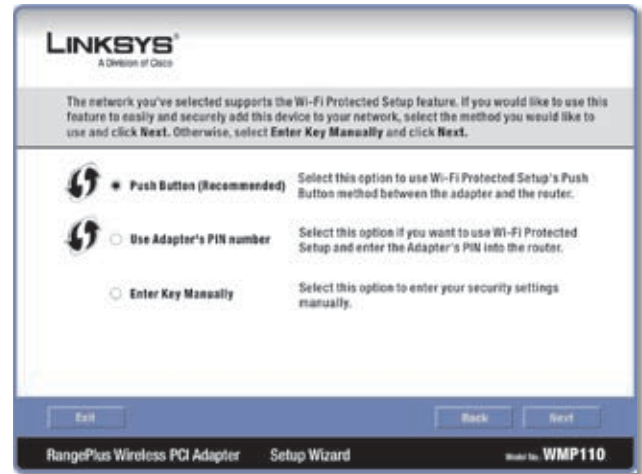 LINKSYS®
A Division of Cisco
The network you've selected supports the Wi-Fi Protected Setup feature. If you would like to use this
feature to easily and securely add this device to your network, select the method you would like to
use and click Next. Otherwise, select Enter Key Manually and click Next.
Push Button (Recommended)
Select this option to use Wi-Fi Protected Setup's Push
Button method between the adapter and the router.
Use Adapter's PIN number
Select this option if you want to use Wi-Fi Protected
Setup and enter the Adapter's PIN into the router.
Enter Key Manually
Select this option to enter your security settings
manually.
Exit
Back
Next
RangePlus Wireless PCI Adapter Setup Wizard Model No. WMP110